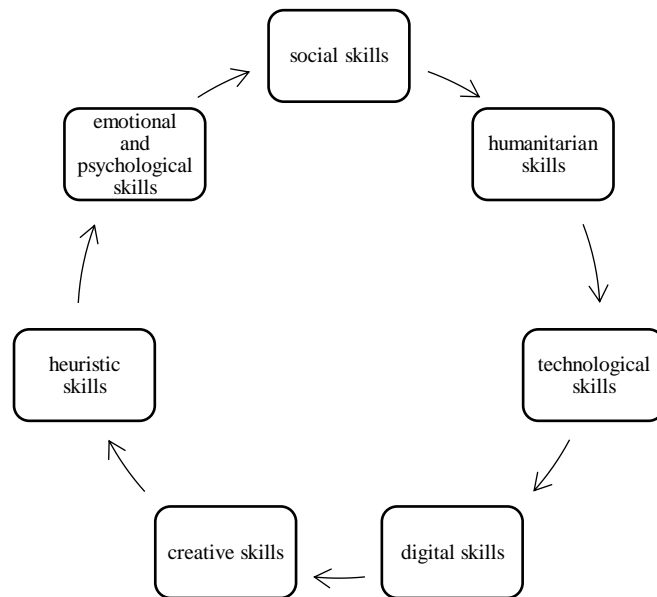 social skills
humanitarian
skills
technological
skills
digital skills
creative skills
heuristic
skills
emotional
and
psychological
skills